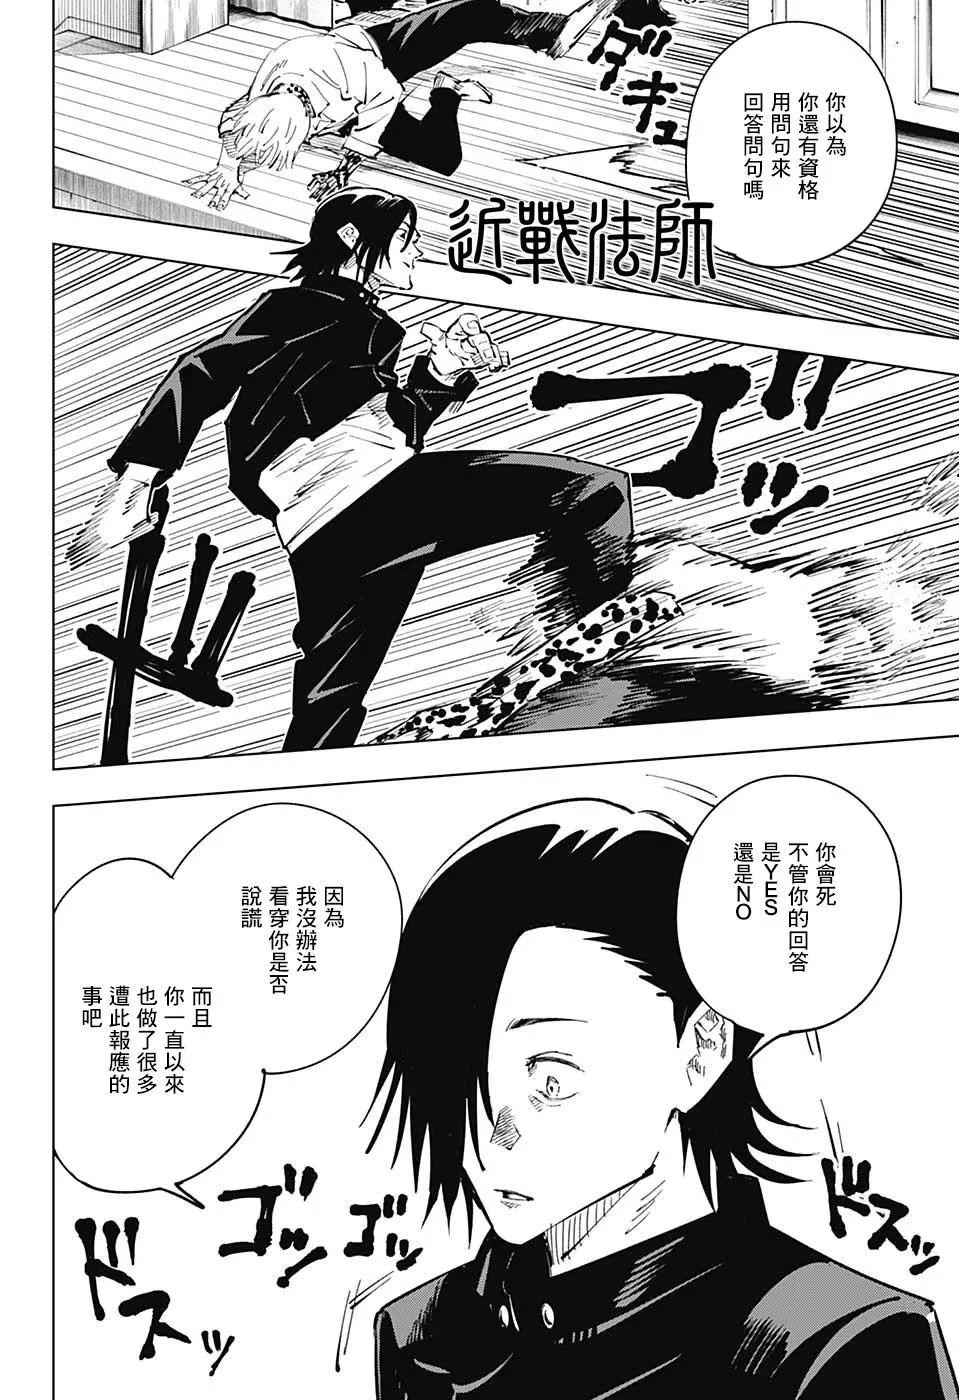 你以為
你還有資格
用問句來
回答問句嗎
ダキュ
近戰法師
ドッ
你會死
不管你的回答
是YES
還是NO
因為
我沒辦法
看穿你是否
說謊
而且
你一直以來
也做了很多
遭此報應的
事吧
ドスッ
ゴッ
ゴッ
ドスッ